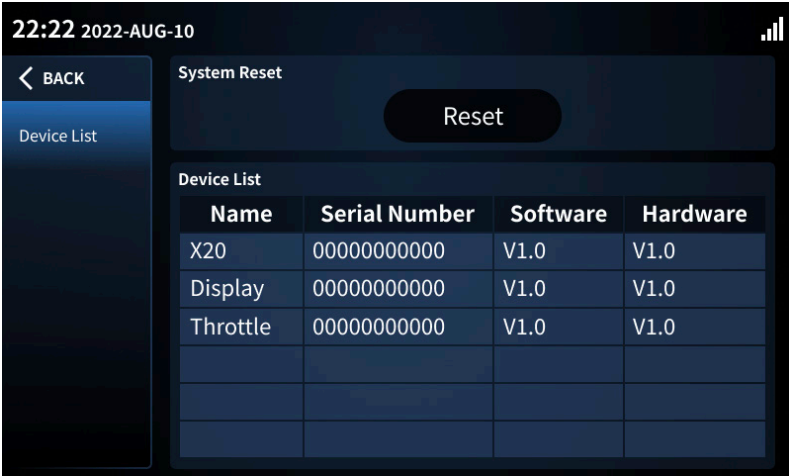 22:22 2022-AUG-10
BACK
Device List
System Reset
Reset
Device List
Name Serial Number Software Hardware
X20 00000000000 V1.0 V1.0
Display 00000000000 V1.0 V1.0
Throttle 00000000000 V1.0 V1.0